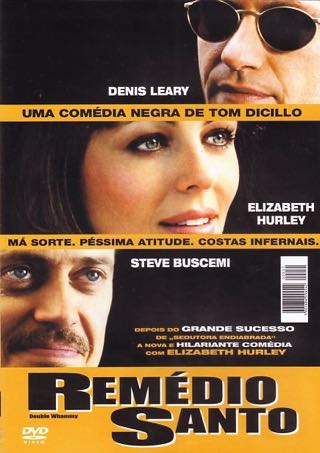 DENIS LEARY
UMA COMÉDIA NEGRA DE TOM DICILLO
ELIZABETH
HURLEY
MÁ SORTE. PÉSSIMA ATITUDE. COSTAS INFERNAIS.
STEVE BUSCEMI
DEPOIS DO GRANDE SUCESSO
DE „SEDUTORA ENDIABRADA"
A NOVA E HILARIANTE COMÉDIA
COM ELIZABETH HURLEY
REMÉDIO
Double Whammy
SANTO
DVD
VIDEO